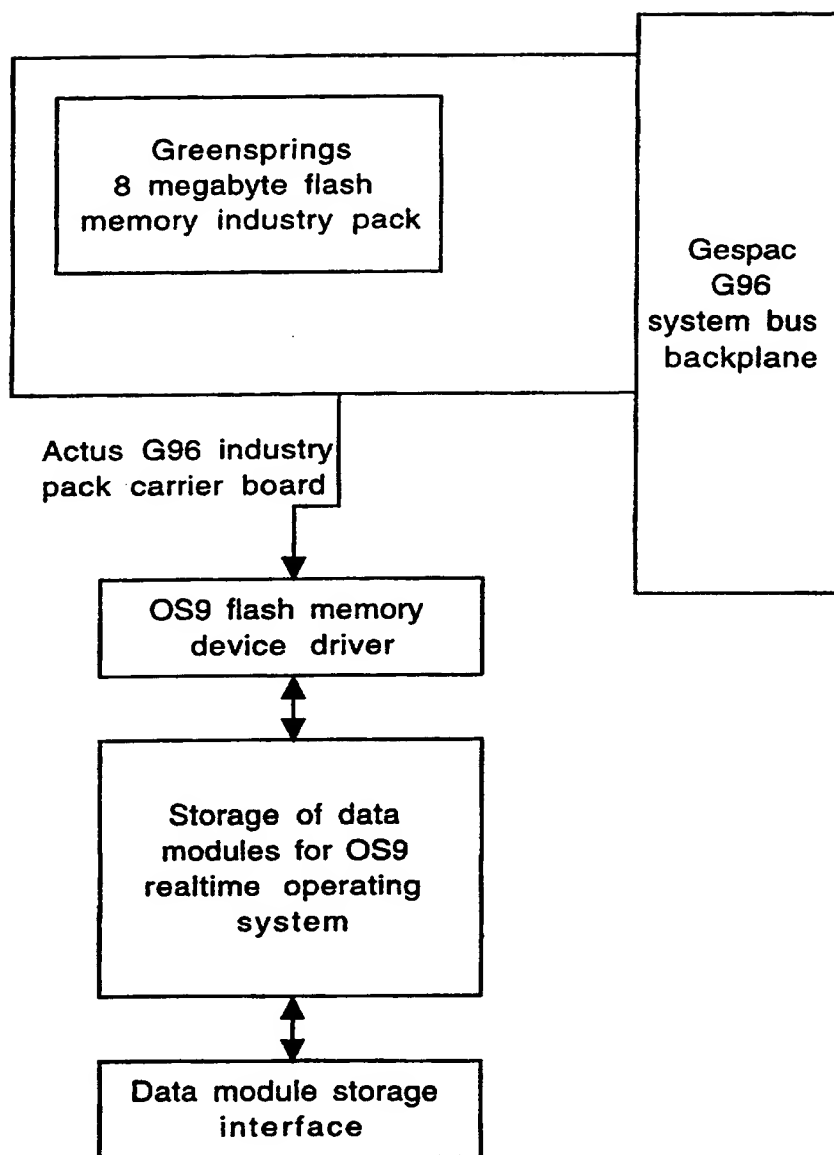 Greensprings
8 megabyte flash
memory industry pack
Gespac
G96
system bus
backplane
Actus G96 industry
pack carrier board
OS9 flash memory
device driver
Storage of data
modules for OS9
realtime operating
system
Data module storage
interface